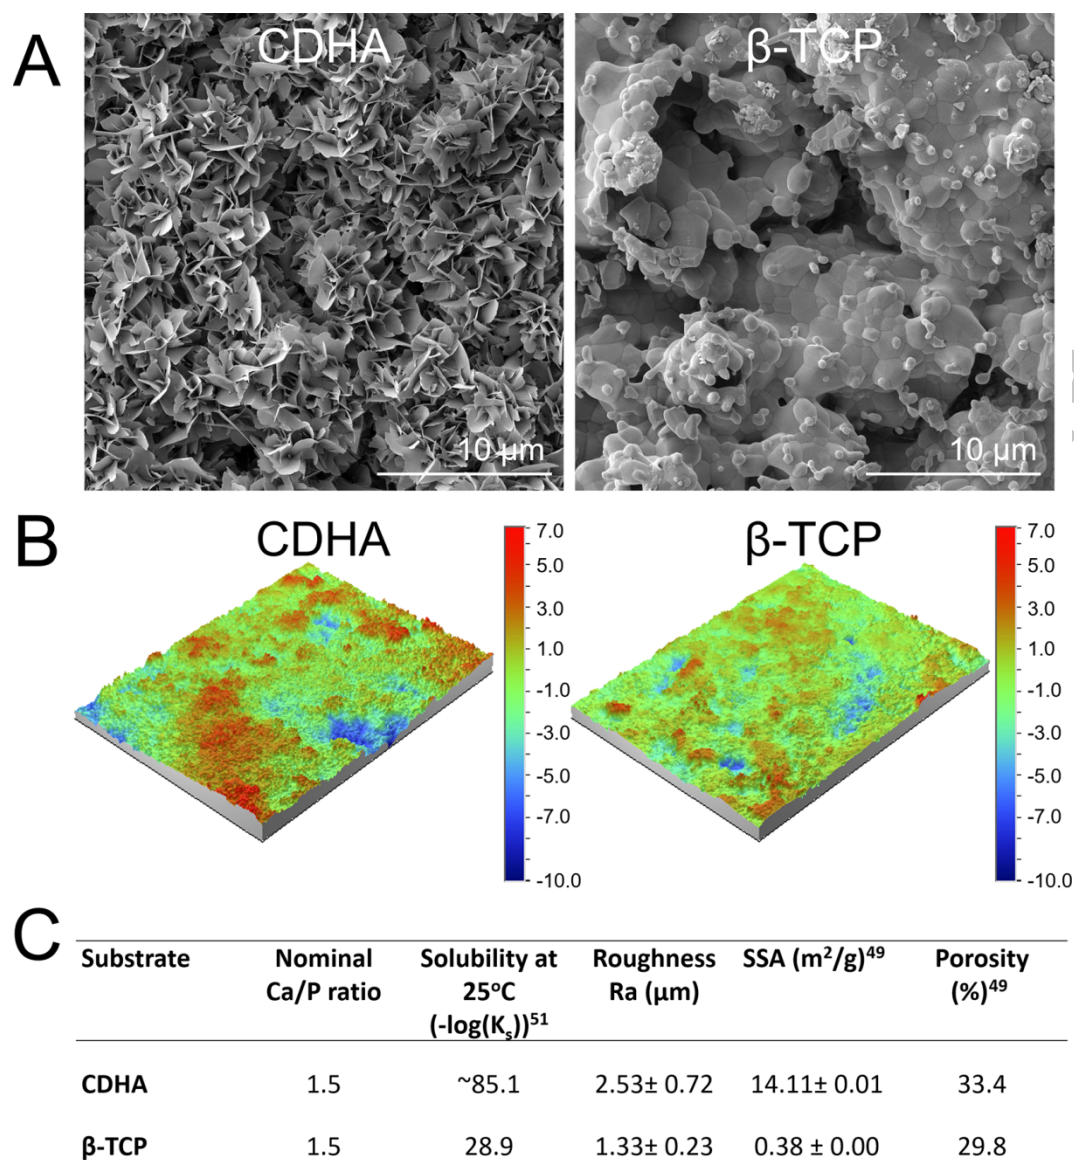 A
CDHA
β-TCP
10 µm
10 µm
B
CDHA
β-TCP
7.0
5.0
3.0
1.0
-1.0
-3.0
-5.0
-7.0
-10.0
7.0
5.0
3.0
1.0
-1.0
-3.0
-5.0
-7.0
-10.0
C
Substrate Nominal Ca/P ratio Solubility at 25°C (-log(Kₛ))⁵¹ Roughness Ra (µm) SSA (m²/g)⁴⁹ Porosity (%)⁴⁹
CDHA 1.5 ~85.1 2.53± 0.72 14.11± 0.01 33.4
β-TCP 1.5 28.9 1.33± 0.23 0.38 ± 0.00 29.8